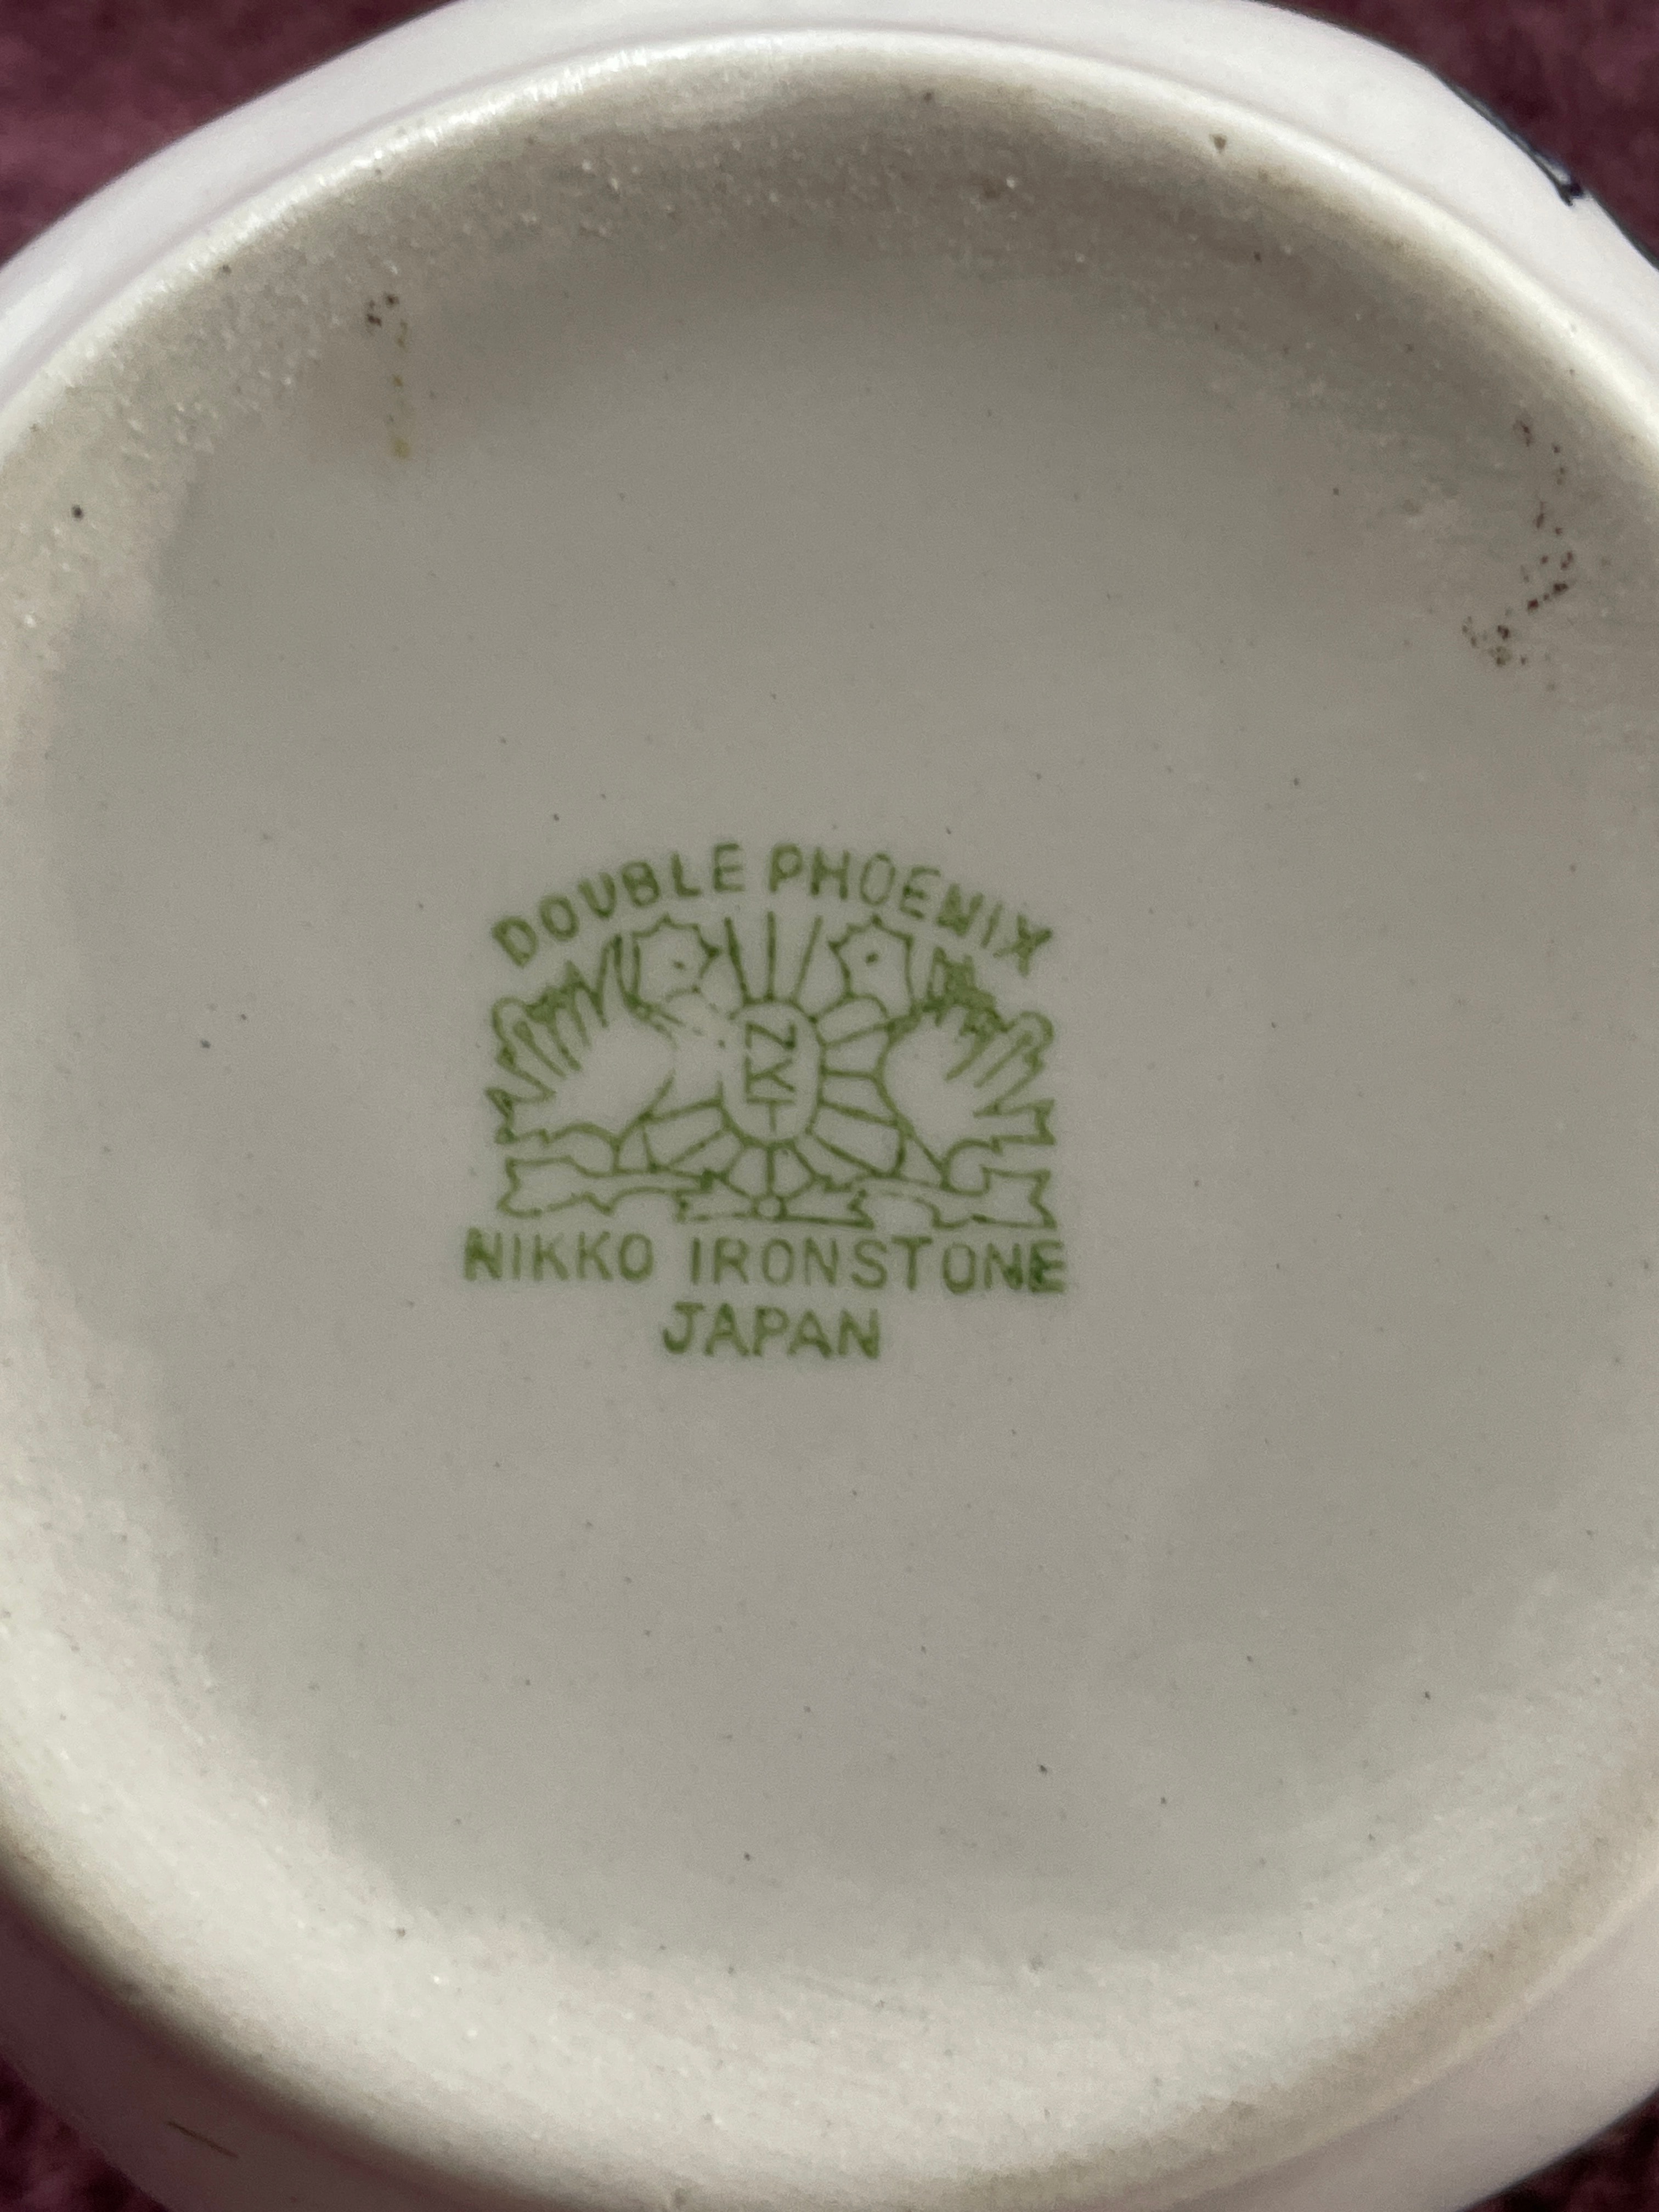 DOUBLE PHOENIX
NKT
NIKKO IRONSTONE
JAPAN